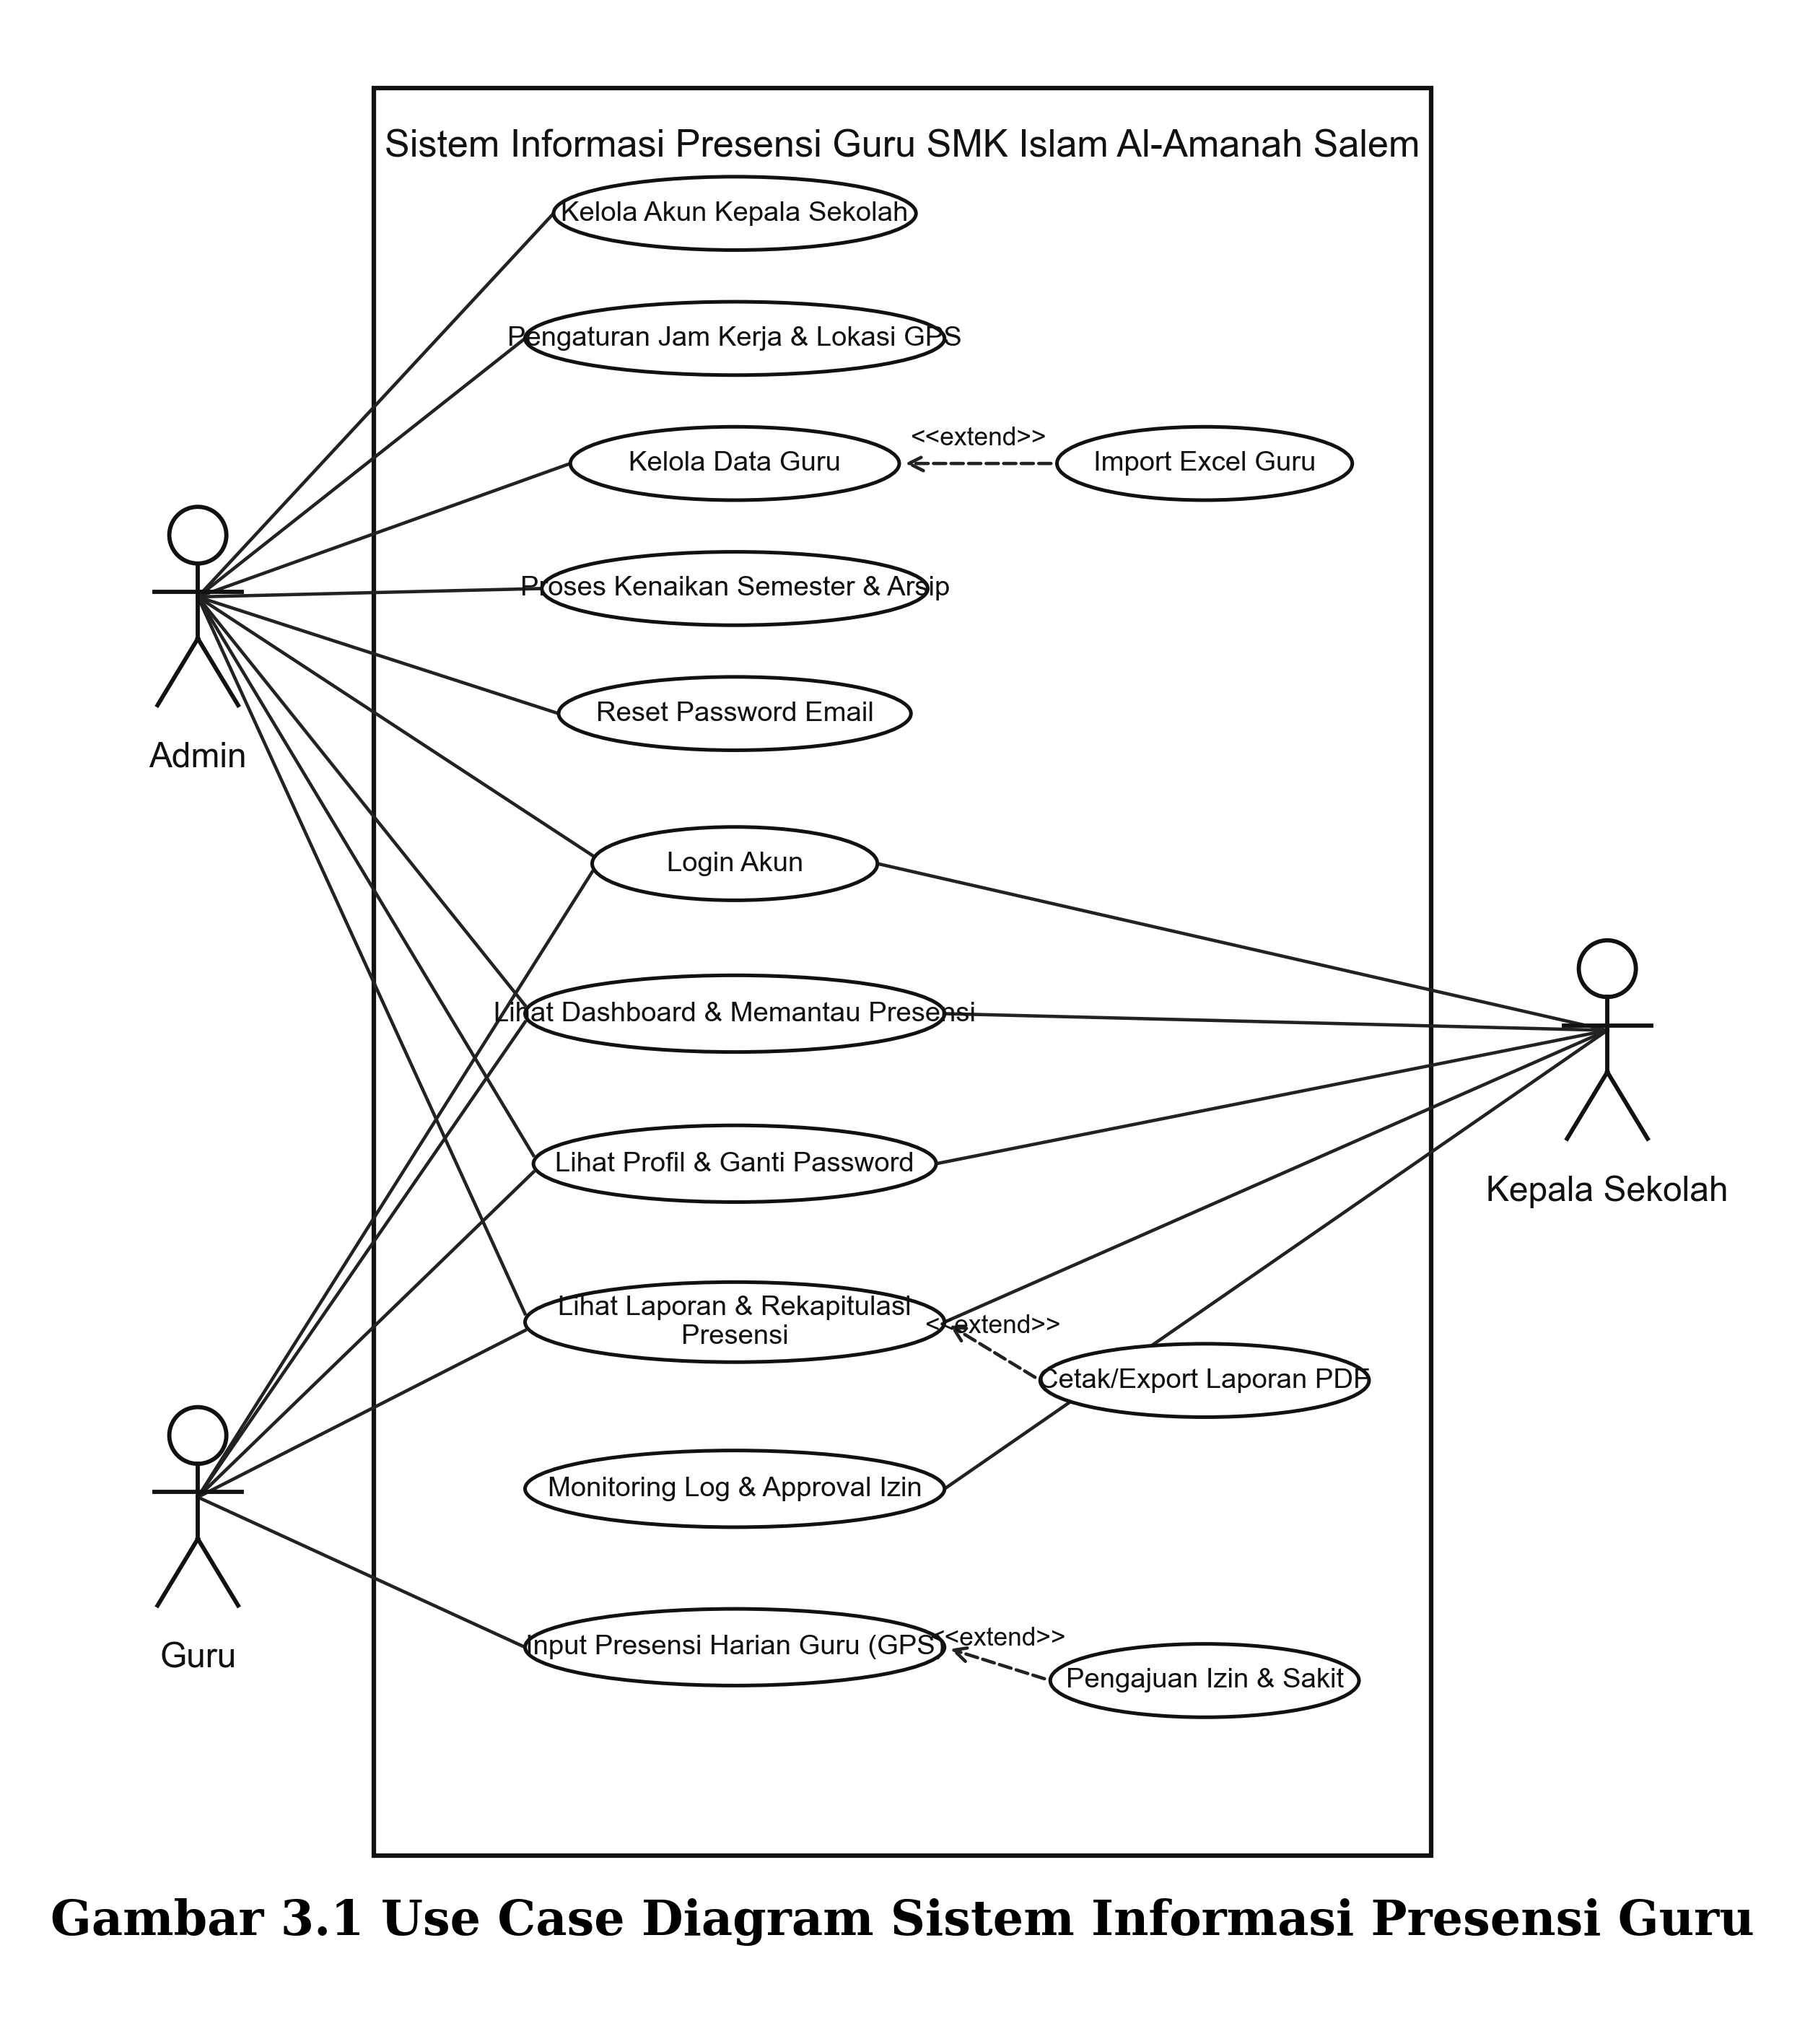 Sistem Informasi Presensi Guru SMK Islam Al-Amanah Salem
Kelola Akun Kepala Sekolah
Pengaturan Jam Kerja & Lokasi GPS
<<extend>>
Kelola Data Guru
Import Excel Guru
Proses Kenaikan Semester & Arsip
Reset Password Email
Admin
Login Akun
Lihat Dashboard & Memantau Presensi
Lihat Profil & Ganti Password
Kepala Sekolah
Lihat Laporan & Rekapitulasi
Presensi
<<extend>>
Cetak/Export Laporan PDF
Monitoring Log & Approval Izin
Guru
Input Presensi Harian Guru (GPS)
<<extend>>
Pengajuan Izin & Sakit
Gambar 3.1 Use Case Diagram Sistem Informasi Presensi Guru